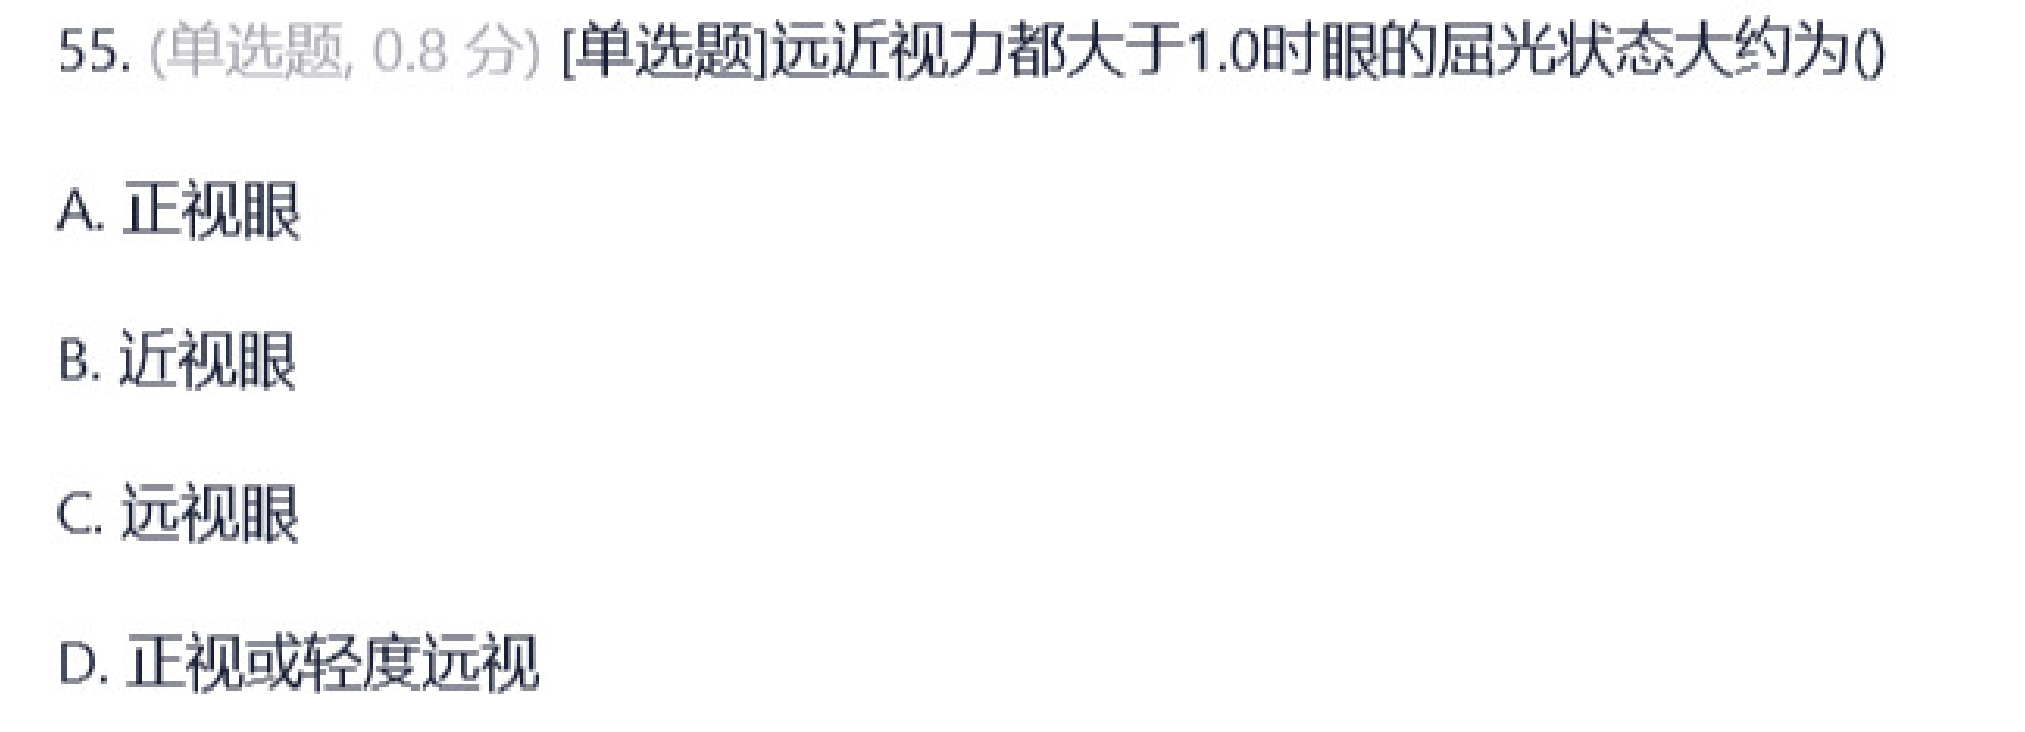 55. (单选题, 0.8 分) [单选题]远近视力都大于1.0时眼的屈光状态大约为()
A. 正视眼
B. 近视眼
C. 远视眼
D. 正视或轻度远视